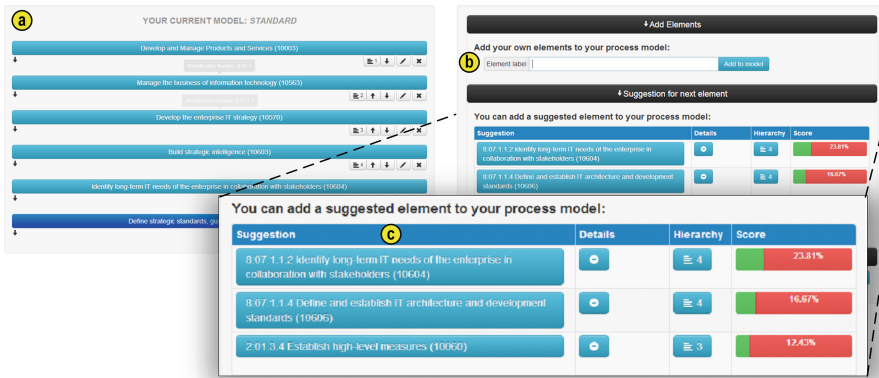 a
YOUR CURRENT MODEL: STANDARD
Develop and Manage Products and Services (10003)
1
Manage the business of information technology (10563)
2
Develop the enterprise IT strategy (10570)
3
Build strategic intelligence (10603)
4
Identify long-term IT needs of the enterprise in collaboration with stakeholders (10604)
Define strategic standards,
Add Elements
Add your own elements to your process model:
b
Element label
Add to model
Suggestion for next element
You can add a suggested element to your process model:
Suggestion Details Hierarchy Score
8.07.1.1.2 Identify long-term IT needs of the enterprise in
collaboration with stakeholders (10604)
4
23.81%
8.07.1.1.4 Define and establish IT architecture and development
standards (10606)
4
16.67%
You can add a suggested element to your process model:
c
Suggestion Details Hierarchy Score
8.07.1.1.2 Identify long-term IT needs of the enterprise in
collaboration with stakeholders (10604)
4
23.81%
8.07.1.1.4 Define and establish IT architecture and development
standards (10606)
4
16.67%
2.01.3.4 Establish high-level measures (10060)
3
12.43%